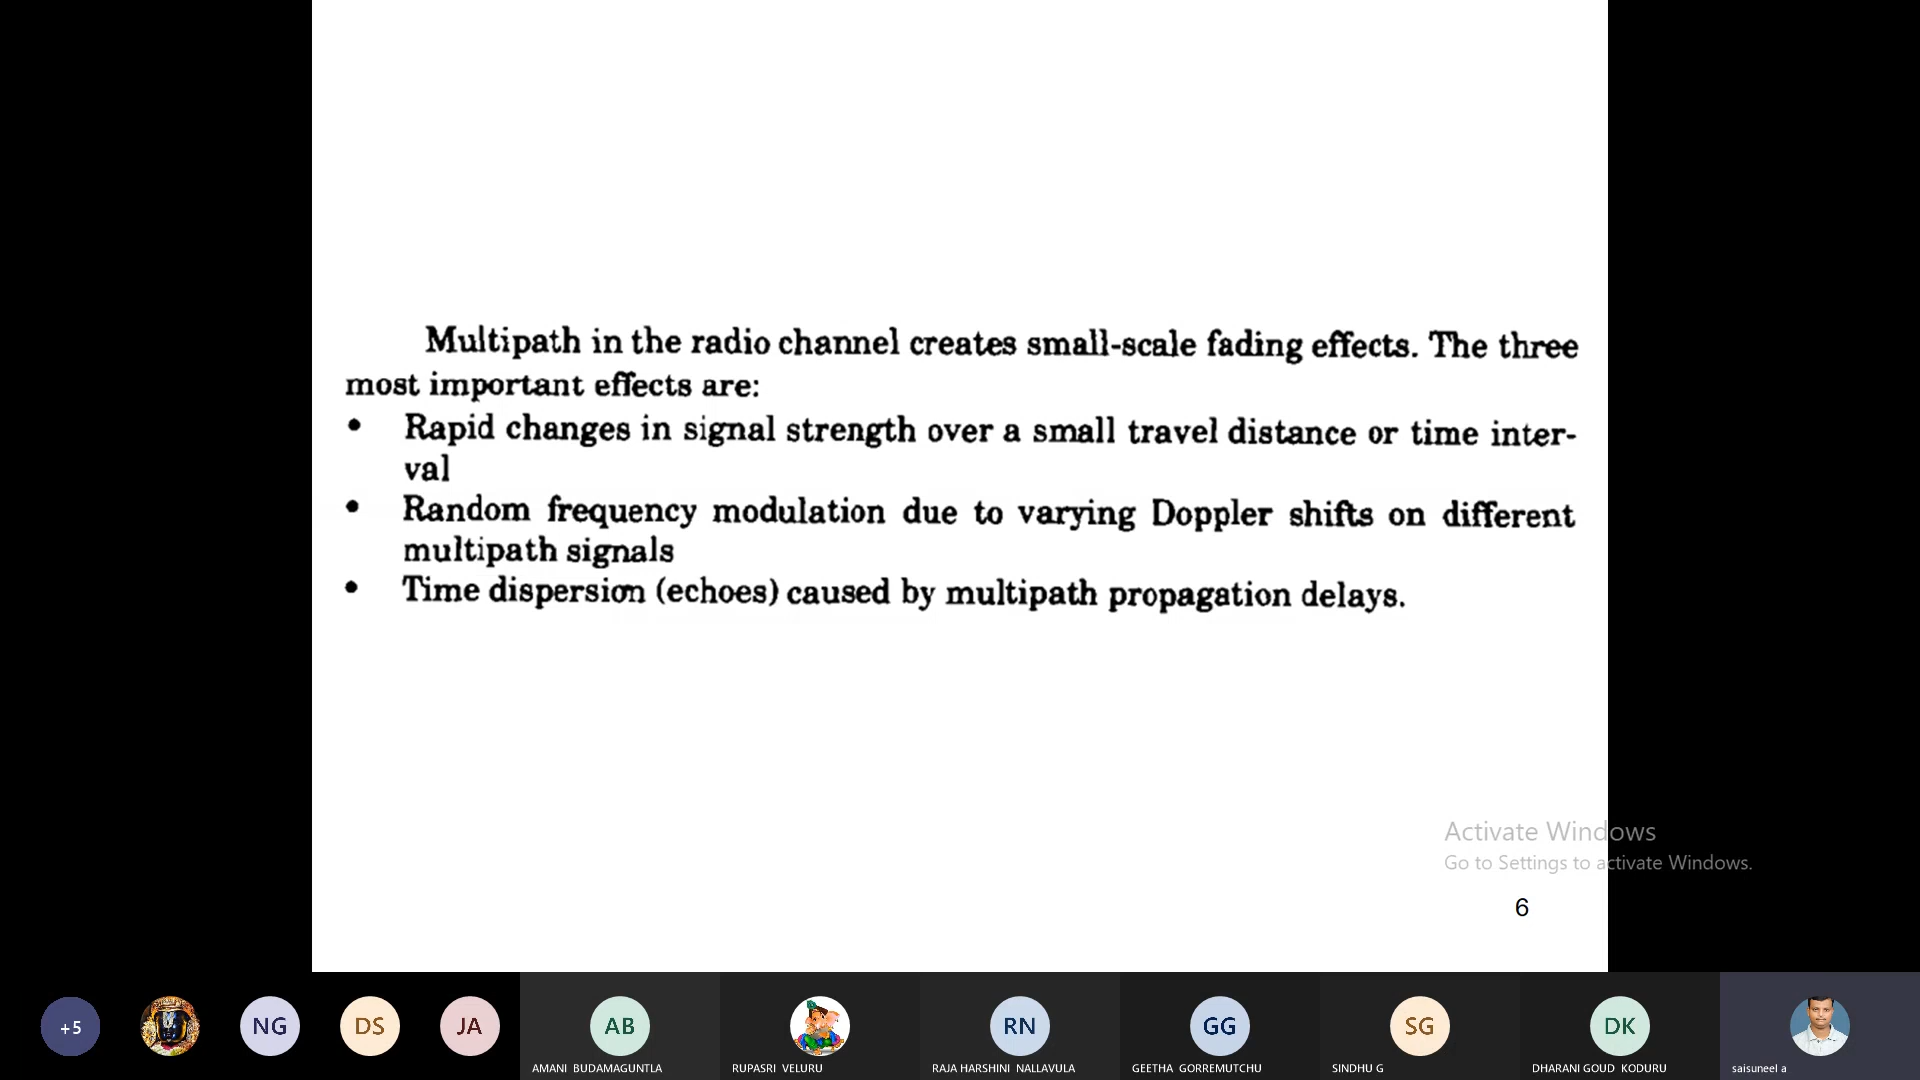 Multipath in the radio channel creates small-scale fading effects. The three
most important effects are:
• Rapid changes in signal strength over a small travel distance or time inter-
val
• Random frequency modulation due to varying Doppler shifts on different
multipath signals
• Time dispersion (echoes) caused by multipath propagation delays.
Activate Windows
Go to Settings to activate Windows.
6
+5
NG
DS
JA
AB
RN
GG
SG
DK
AMANI BUDAMAGUNTLA
RUPASRI VELURU
RAJA HARSHINI NALLAVULA
GEETHA GORREMUTCHU
SINDHU G
DHARANI GOUD KODURU
saisuneel a